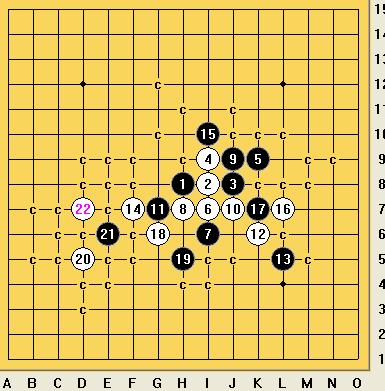 15
14
13
c 12
c c 11
c 15 c c c 10
c c c c 4 9 5 c c 9
c c c 1 2 3 c c c 8
c c 22 c 14 11 8 6 10 17 16 7
c c 21 c 18 7 12 c 6
c c 20 c c 19 c c 13 c 5
c c c c 4
c 3
2
1
A B C D E F G H I J K L M N O